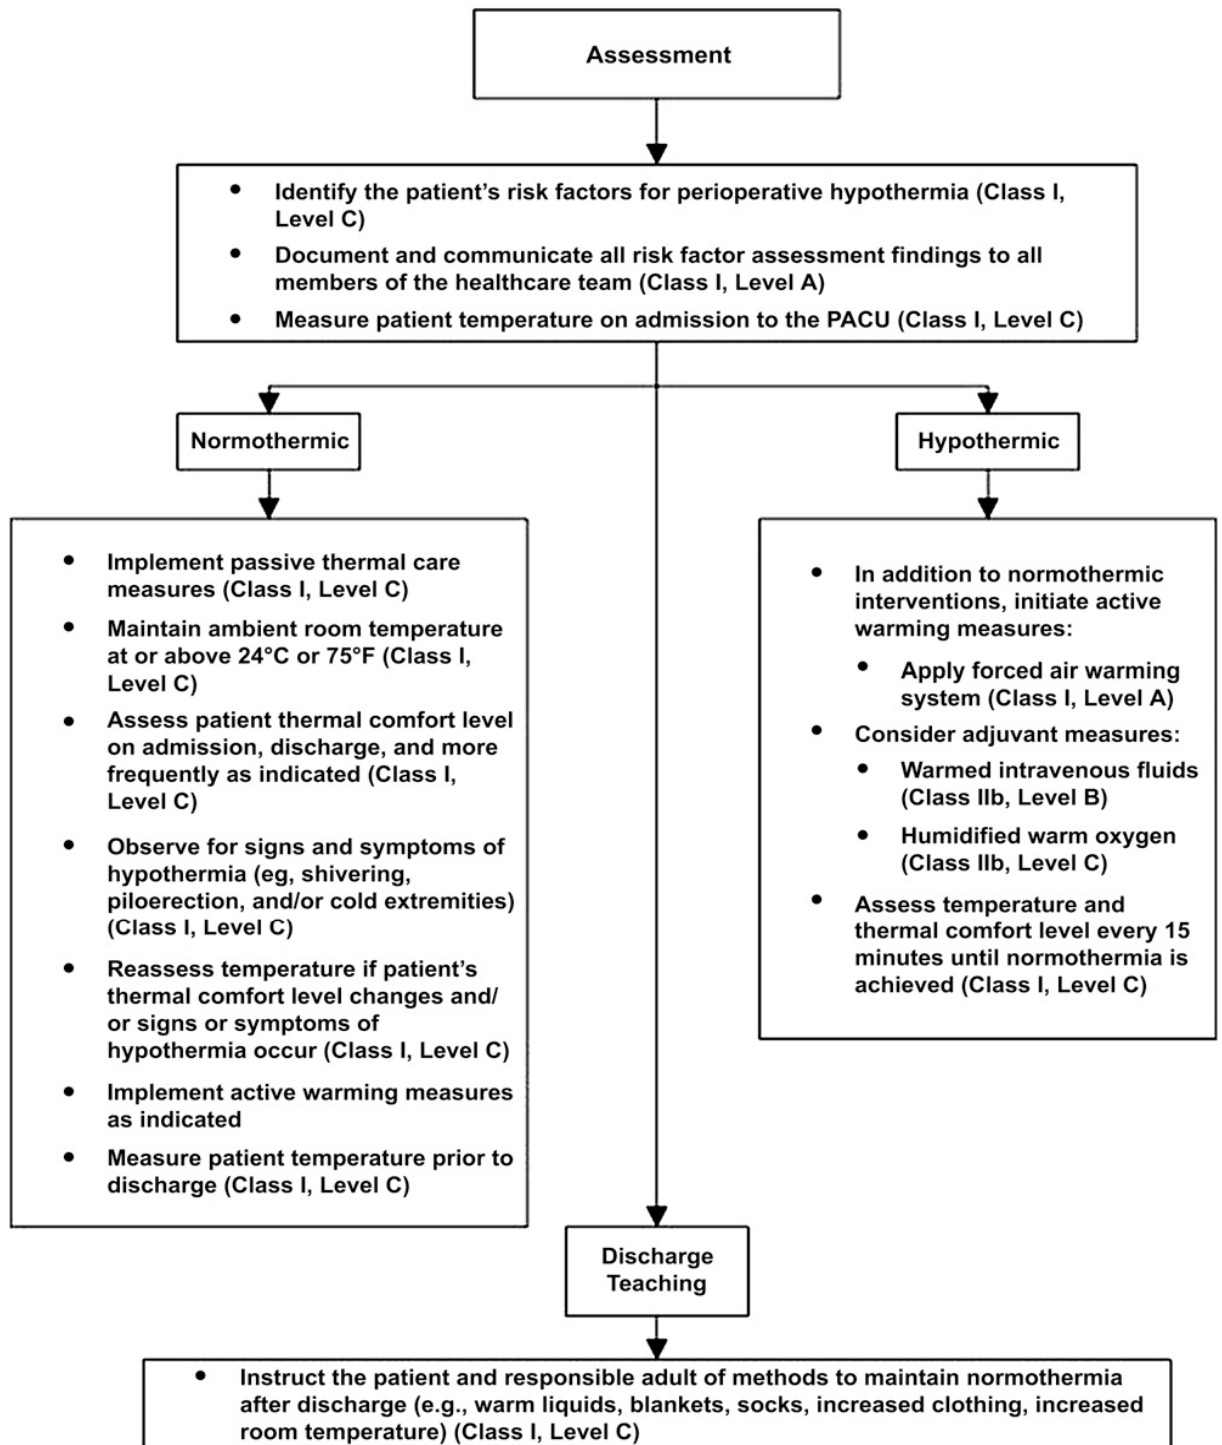 Assessment
• Identify the patient's risk factors for perioperative hypothermia (Class I,
Level C)
• Document and communicate all risk factor assessment findings to all
members of the healthcare team (Class I, Level A)
• Measure patient temperature on admission to the PACU (Class I, Level C)
Normothermic
• Implement passive thermal care
measures (Class I, Level C)
• Maintain ambient room temperature
at or above 24°C or 75°F (Class I,
Level C)
• Assess patient thermal comfort level
on admission, discharge, and more
frequently as indicated (Class I,
Level C)
• Observe for signs and symptoms of
hypothermia (eg, shivering,
piloerection, and/or cold extremities)
(Class I, Level C)
• Reassess temperature if patient's
thermal comfort level changes and/
or signs or symptoms of
hypothermia occur (Class I, Level C)
• Implement active warming measures
as indicated
• Measure patient temperature prior to
discharge (Class I, Level C)
Hypothermic
• In addition to normothermic
interventions, initiate active
warming measures:
• Apply forced air warming
system (Class I, Level A)
• Consider adjuvant measures:
• Warmed intravenous fluids
(Class IIb, Level B)
• Humidified warm oxygen
(Class IIb, Level C)
• Assess temperature and
thermal comfort level every 15
minutes until normothermia is
achieved (Class I, Level C)
Discharge
Teaching
• Instruct the patient and responsible adult of methods to maintain normothermia
after discharge (e.g., warm liquids, blankets, socks, increased clothing, increased
room temperature) (Class I, Level C)